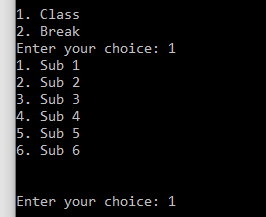 1. Class
2. Break
Enter your choice: 1
1. Sub 1
2. Sub 2
3. Sub 3
4. Sub 4
5. Sub 5
6. Sub 6
Enter your choice: 1